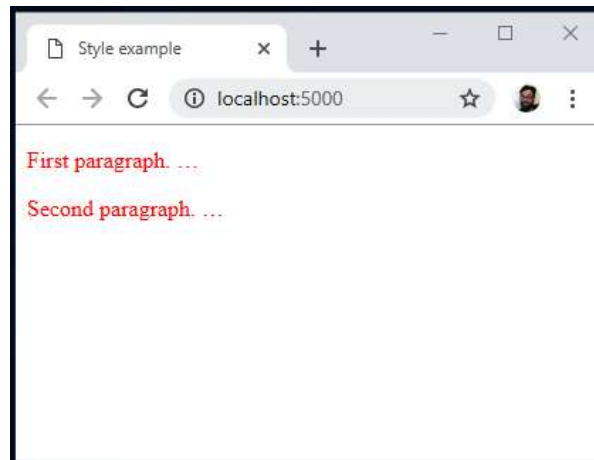 Style example
localhost:5000
First paragraph. …
Second paragraph. …